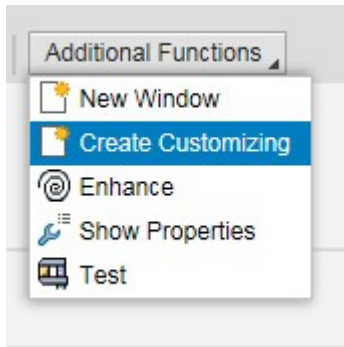 Additional Functions
New Window
Create Customizing
Enhance
Show Properties
Test